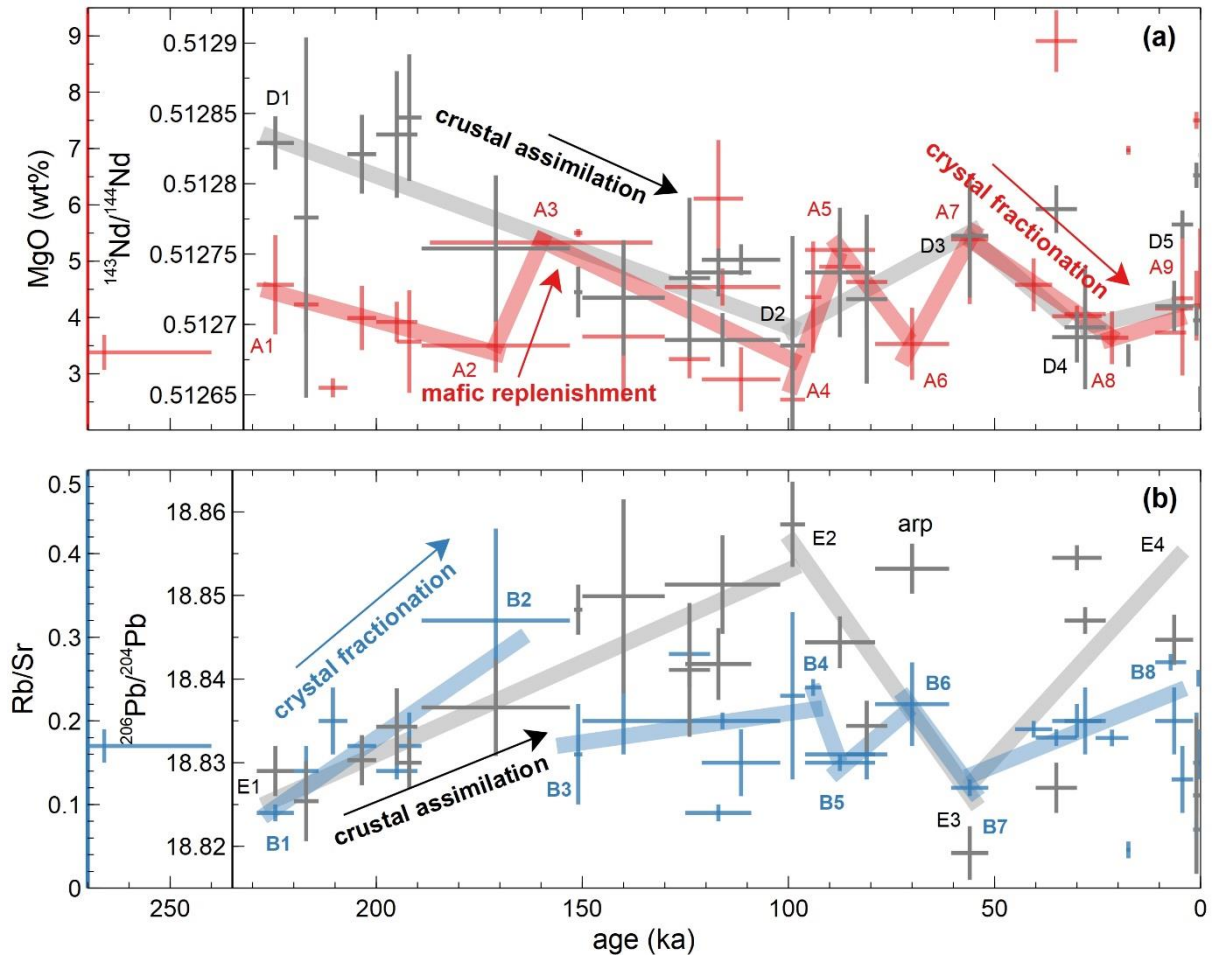 (a)
9
8
7
6
5
4
3
MgO (wt%)
143Nd/144Nd
0.5129
0.51285
0.5128
0.51275
0.5127
0.51265
D1
crustal assimilation
crystal fractionation
A1
A2
A3
mafic replenishment
D2
A4
A5
A6
A7
D3
D4
A8
D5
A9
(b)
0.5
0.4
0.3
0.2
0.1
0
Rb/Sr
206Pb/204Pb
18.86
18.85
18.84
18.83
18.82
crystal fractionation
crustal assimilation
E1
B1
B2
B3
E2
B4
B5
arp
B6
E3
B7
E4
B8
250
200
150
100
50
0
age (ka)